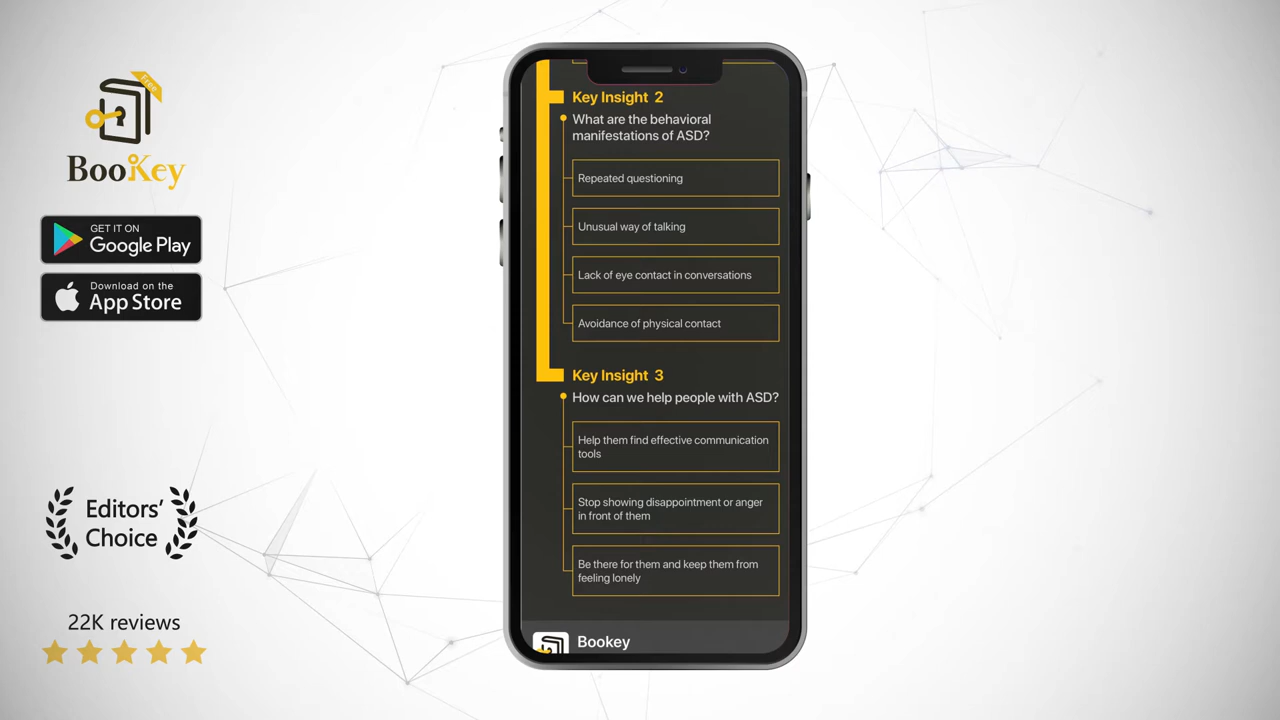 Free
BooKey
GET IT ON
Google Play
Download on the
App Store
Editors’
Choice
22K reviews
Key Insight 2
What are the behavioral
manifestations of ASD?
Repeated questioning
Unusual way of talking
Lack of eye contact in conversations
Avoidance of physical contact
Key Insight 3
How can we help people with ASD?
Help them find effective communication
tools
Stop showing disappointment or anger
in front of them
Be there for them and keep them from
feeling lonely
Bookey